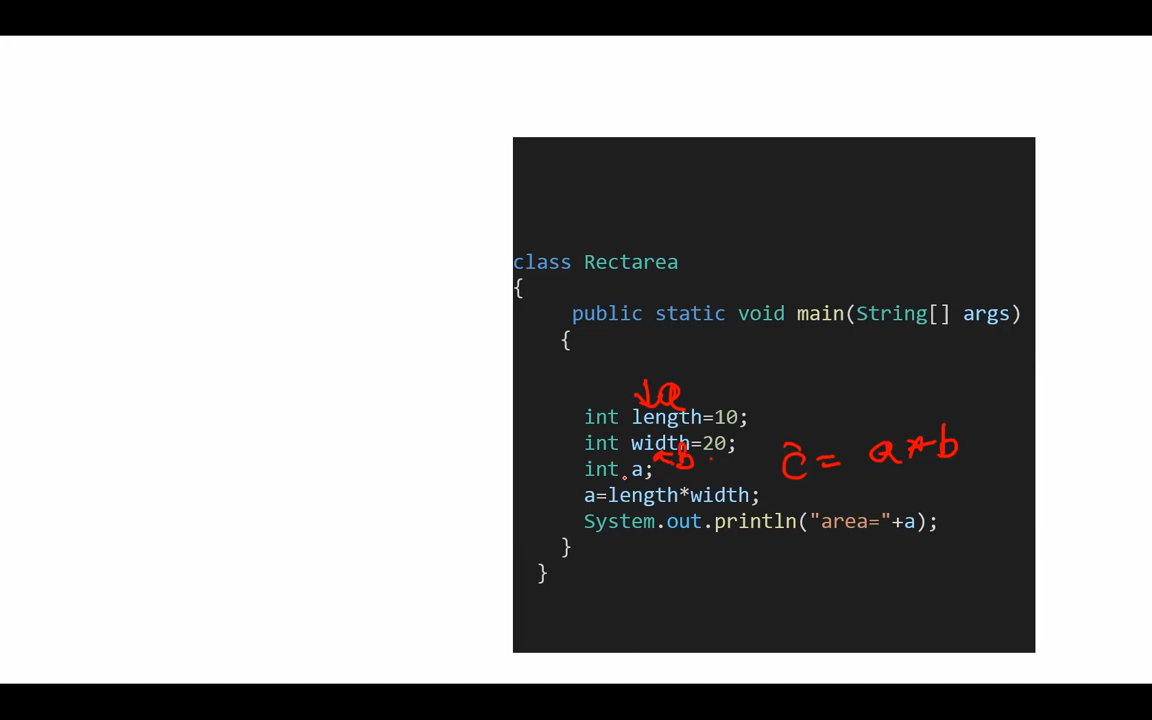 class Rectarea
{
public static void main(String[] args)
{
a
int length=10;
int width=20;
B
c = a*b
int a;
a=length*width;
System.out.println("area="+a);
}
}